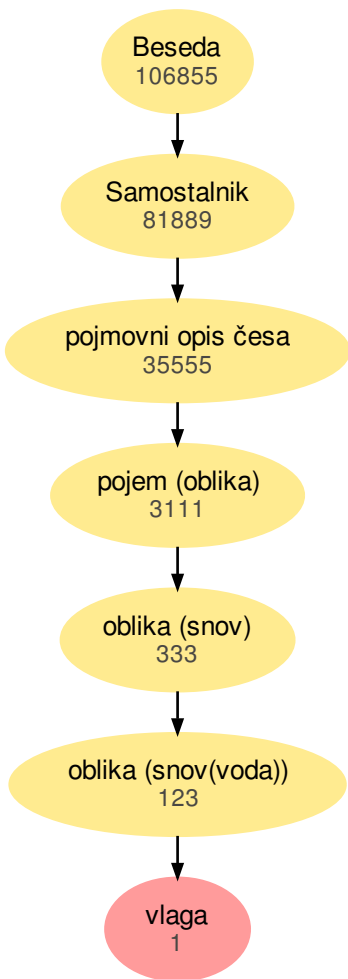 Beseda
106855
Samostalnik
81889
pojmovni opis česa
35555
pojem (oblika)
3111
oblika (snov)
333
oblika (snov(voda))
123
vlaga
1